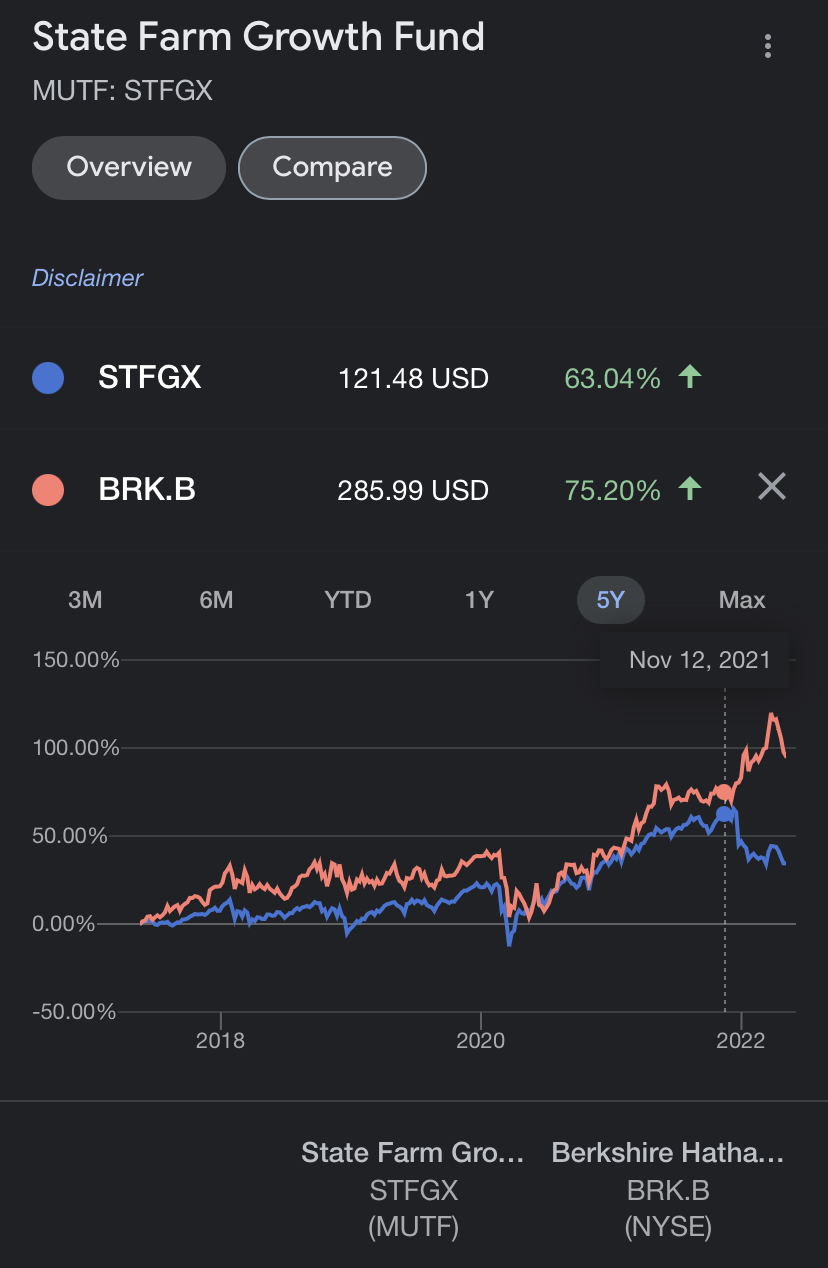 State Farm Growth Fund
MUTF: STFGX
Overview Compare
Disclaimer
STFGX 121.48 USD 63.04%
BRK.B 285.99 USD 75.20%
3M 6M YTD 1Y 5Y Max
Nov 12, 2021
150.00%
100.00%
50.00%
0.00%
-50.00%
2018 2020 2022
State Farm Gro... Berkshire Hatha...
STFGX BRK.B
(MUTF) (NYSE)